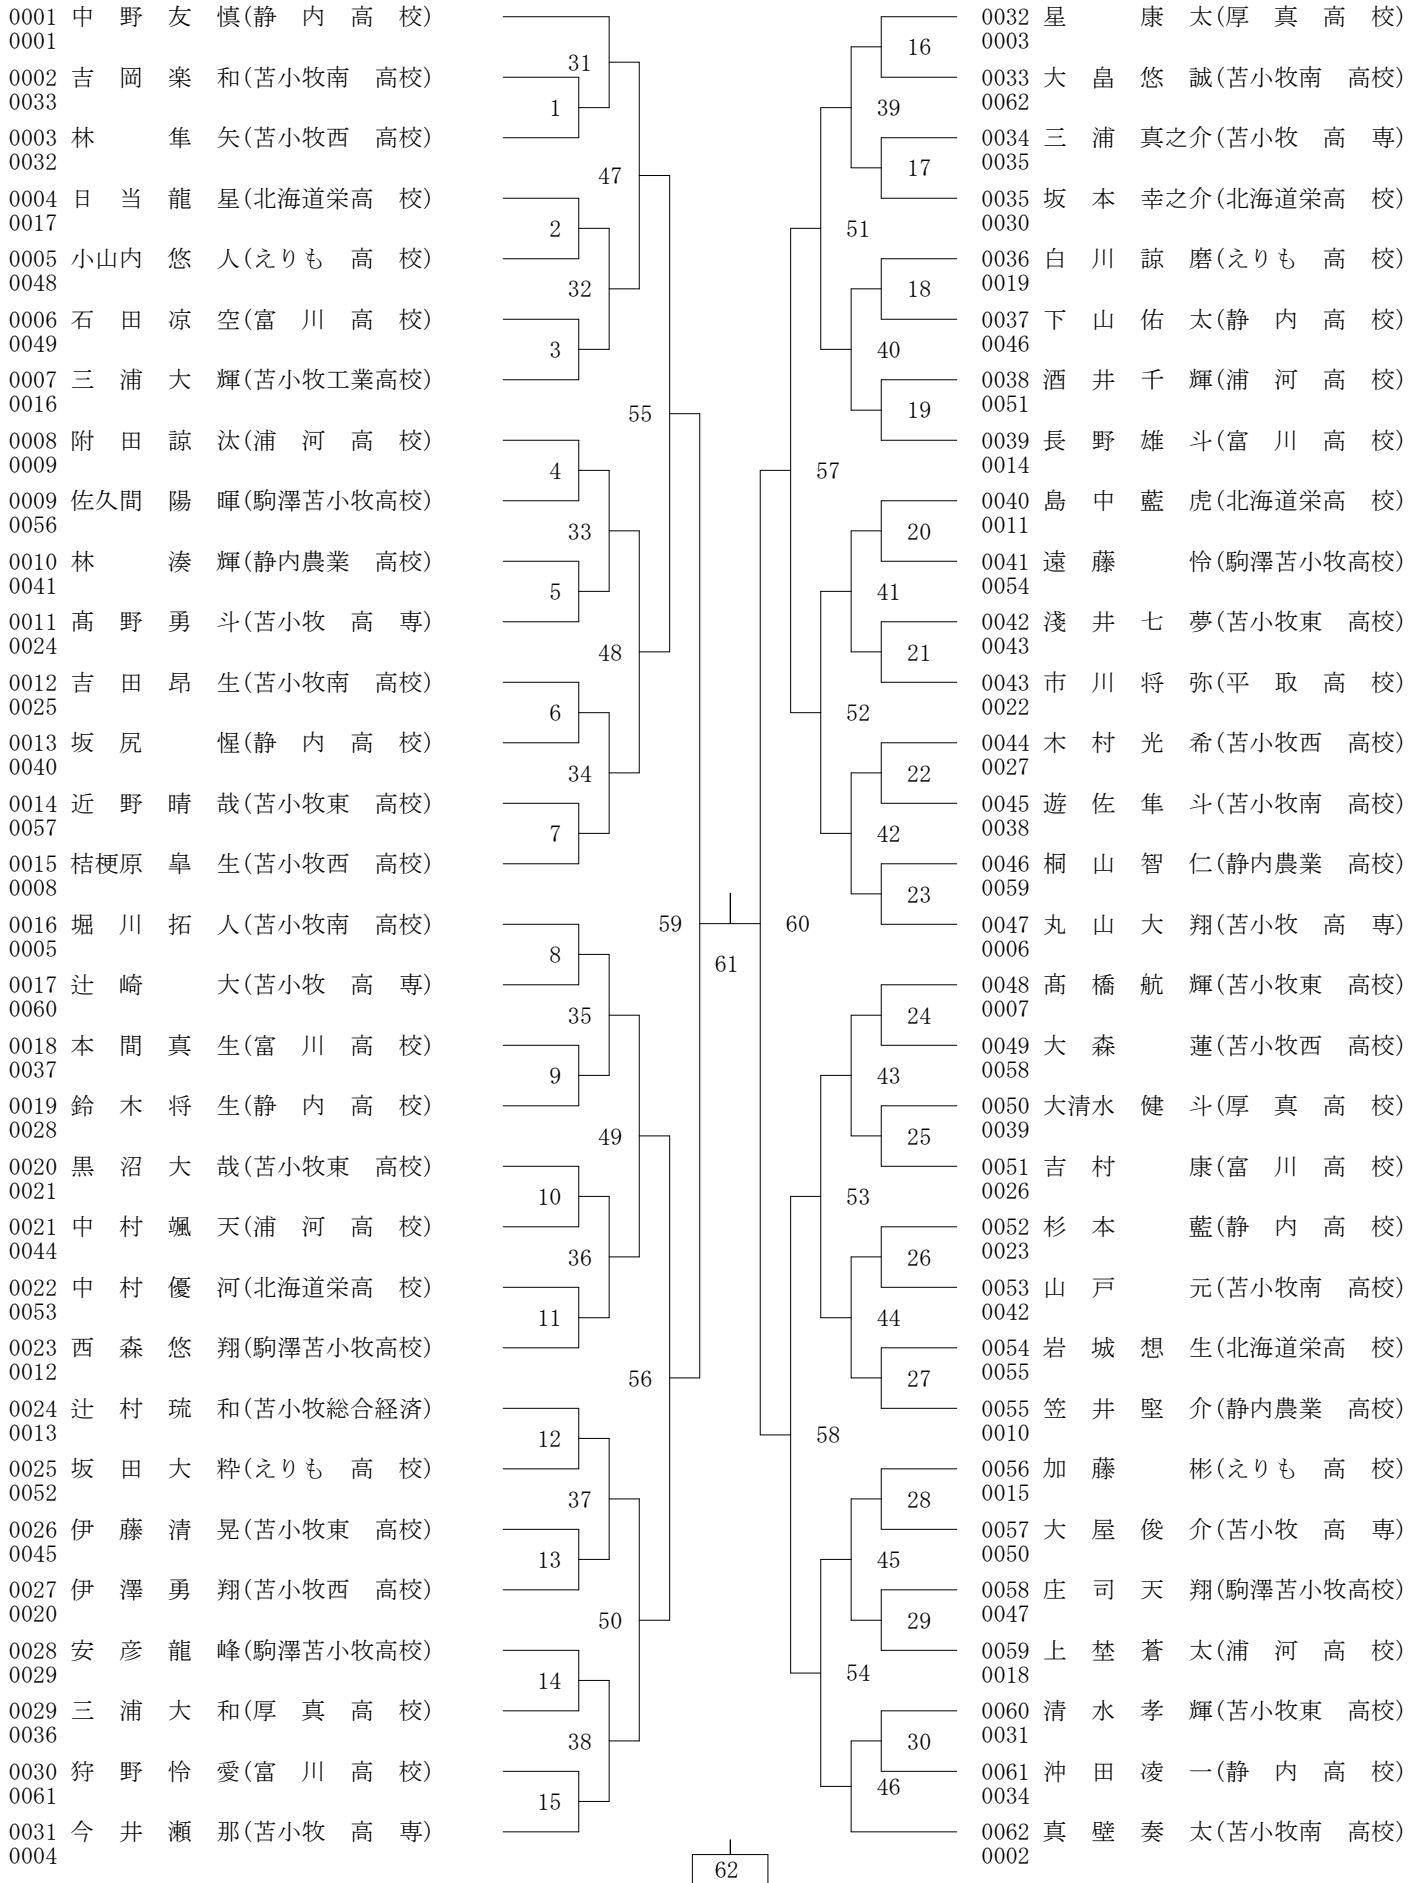 0001 中 野 友 慎(静 内 高 校)
0001
0002 吉 岡 楽 和(苫小牧南 高校)
0033
0003 林 隼 矢(苫小牧西 高校)
0032
0004 日 当 龍 星(北海道栄高 校)
0017
0005 小山内 悠 人(えりも 高 校)
0048
0006 石 田 凉 空(富 川 高 校)
0049
0007 三 浦 大 輝(苫小牧工業高校)
0016
0008 附 田 諒 汰(浦 河 高 校)
0009
0009 佐久間 陽 暉(駒澤苫小牧高校)
0056
0010 林 湊 輝(静内農業 高校)
0041
0011 髙 野 勇 斗(苫小牧 高 専)
0024
0012 吉 田 昂 生(苫小牧南 高校)
0025
0013 坂 尻 惺(静 内 高 校)
0040
0014 近 野 晴 哉(苫小牧東 高校)
0057
0015 桔梗原 皐 生(苫小牧西 高校)
0008
0016 堀 川 拓 人(苫小牧南 高校)
0005
0017 辻 崎 大(苫小牧 高 専)
0060
0018 本 間 真 生(富 川 高 校)
0037
0019 鈴 木 将 生(静 内 高 校)
0028
0020 黒 沼 大 哉(苫小牧東 高校)
0021
0021 中 村 颯 天(浦 河 高 校)
0044
0022 中 村 優 河(北海道栄高 校)
0053
0023 西 森 悠 翔(駒澤苫小牧高校)
0012
0024 辻 村 琉 和(苫小牧総合経済)
0013
0025 坂 田 大 粋(えりも 高 校)
0052
0026 伊 藤 清 晃(苫小牧東 高校)
0045
0027 伊 澤 勇 翔(苫小牧西 高校)
0020
0028 安 彦 龍 峰(駒澤苫小牧高校)
0029
0029 三 浦 大 和(厚 真 高 校)
0036
0030 狩 野 怜 愛(富 川 高 校)
0061
0031 今 井 瀬 那(苫小牧 高 専)
0004
31
1
47
2
32
3
55
4
33
5
48
6
34
7
59
8
35
9
49
10
36
11
56
12
37
13
50
14
38
15
61
62
16
39
17
51
18
40
19
57
20
41
21
52
22
42
23
60
24
43
25
53
26
44
27
58
28
45
29
54
30
46
0032 星 康 太(厚 真 高 校)
0003
0033 大 畠 悠 誠(苫小牧南 高校)
0062
0034 三 浦 真之介(苫小牧 高 専)
0035
0035 坂 本 幸之介(北海道栄高 校)
0030
0036 白 川 諒 磨(えりも 高 校)
0019
0037 下 山 佑 太(静 内 高 校)
0046
0038 酒 井 千 輝(浦 河 高 校)
0051
0039 長 野 雄 斗(富 川 高 校)
0014
0040 島 中 藍 虎(北海道栄高 校)
0011
0041 遠 藤 怜(駒澤苫小牧高校)
0054
0042 淺 井 七 夢(苫小牧東 高校)
0043
0043 市 川 将 弥(平 取 高 校)
0022
0044 木 村 光 希(苫小牧西 高校)
0027
0045 遊 佐 隼 斗(苫小牧南 高校)
0038
0046 桐 山 智 仁(静内農業 高校)
0059
0047 丸 山 大 翔(苫小牧 高 専)
0006
0048 髙 橋 航 輝(苫小牧東 高校)
0007
0049 大 森 蓮(苫小牧西 高校)
0058
0050 大清水 健 斗(厚 真 高 校)
0039
0051 吉 村 康(富 川 高 校)
0026
0052 杉 本 藍(静 内 高 校)
0023
0053 山 戸 元(苫小牧南 高校)
0042
0054 岩 城 想 生(北海道栄高 校)
0055
0055 笠 井 堅 介(静内農業 高校)
0010
0056 加 藤 彬(えりも 高 校)
0015
0057 大 屋 俊 介(苫小牧 高 専)
0050
0058 庄 司 天 翔(駒澤苫小牧高校)
0047
0059 上 埜 蒼 太(浦 河 高 校)
0018
0060 清 水 孝 輝(苫小牧東 高校)
0031
0061 沖 田 凌 一(静 内 高 校)
0034
0062 真 壁 奏 太(苫小牧南 高校)
0002